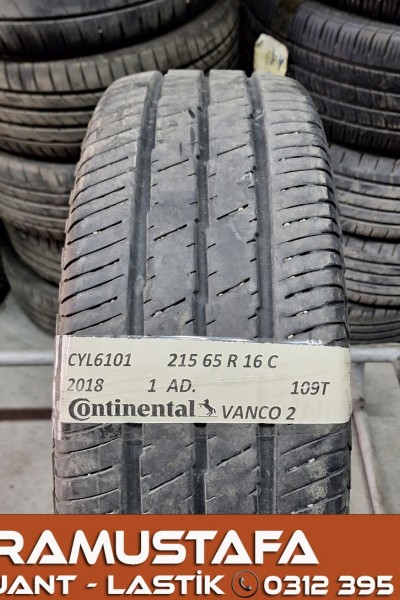 CYL6101 215 65 R 16 C
2018 1 AD. 109T
Continental VANCO 2
RAMUSTAFA
JANT - LASTİK 0312 395